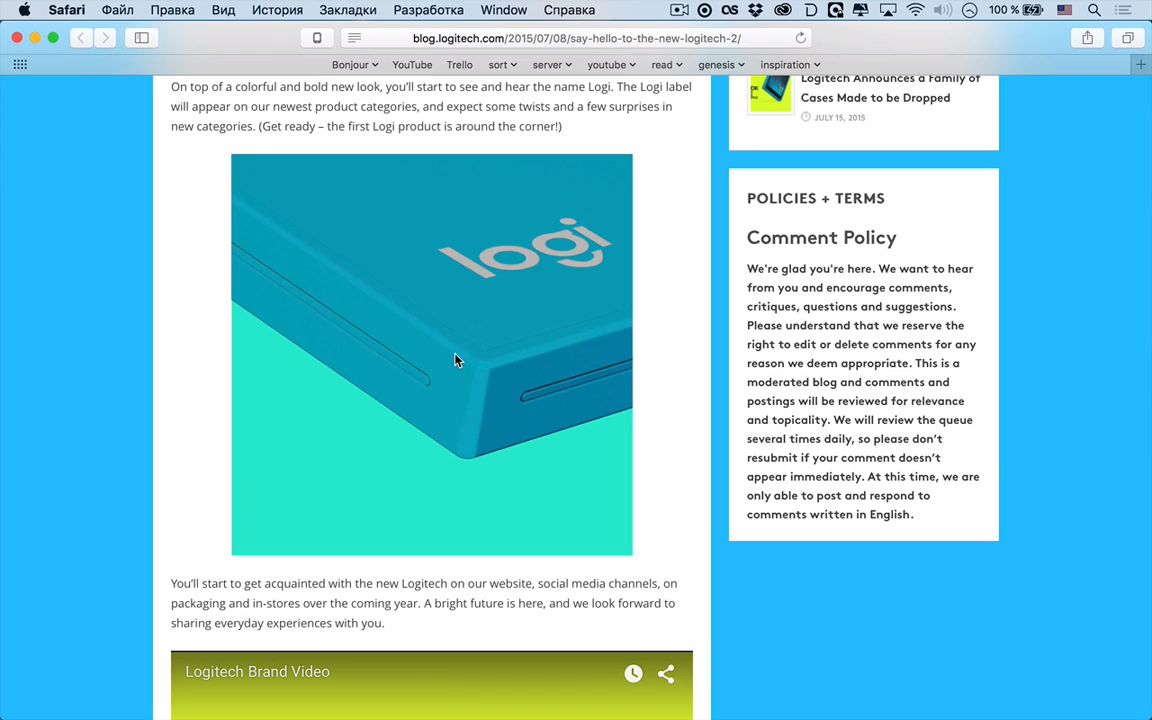 Safari Файл Правка Вид История Закладки Разработка Window Справка 100 %
blog.logitech.com/2015/07/08/say-hello-to-the-new-logitech-2/
Bonjour YouTube Trello sort server youtube read genesis inspiration
On top of a colorful and bold new look, you'll start to see and hear the name Logi. The Logi label
will appear on our newest product categories, and expect some twists and a few surprises in
new categories. (Get ready – the first Logi product is around the corner!)
logi
You'll start to get acquainted with the new Logitech on our website, social media channels, on
packaging and in-stores over the coming year. A bright future is here, and we look forward to
sharing everyday experiences with you.
Logitech Brand Video
Logitech Announces a Family of
Cases Made to be Dropped
JULY 15, 2015
POLICIES + TERMS
Comment Policy
We're glad you're here. We want to hear
from you and encourage comments,
critiques, questions and suggestions.
Please understand that we reserve the
right to edit or delete comments for any
reason we deem appropriate. This is a
moderated blog and comments and
postings will be reviewed for relevance
and topicality. We will review the queue
several times daily, so please don't
resubmit if your comment doesn't
appear immediately. At this time, we are
only able to post and respond to
comments written in English.